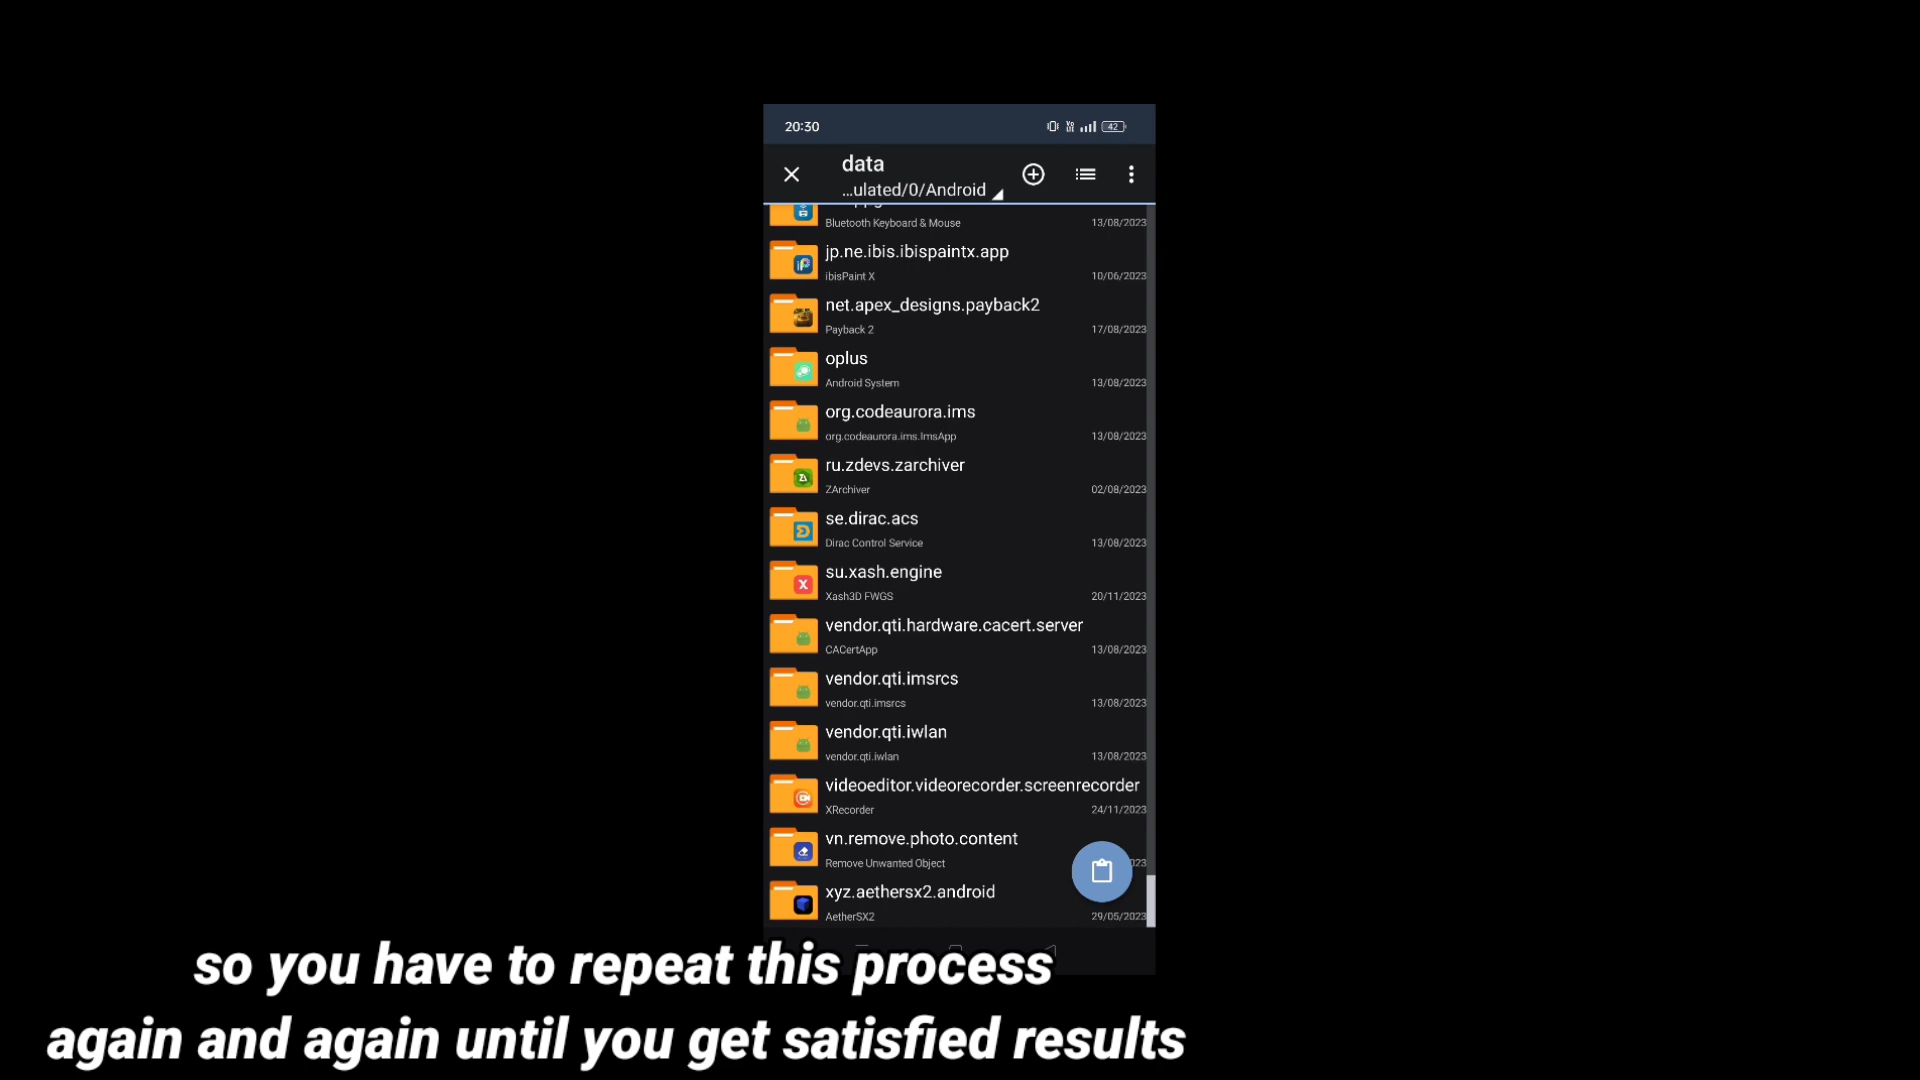 20:30
42
data
...ulated/0/Android
Bluetooth Keyboard & Mouse
13/08/2023
jp.ne.ibis.ibispaintx.app
ibisPaint X
10/06/2023
net.apex_designs.payback2
Payback 2
17/08/2023
oplus
Android System
13/08/2023
org.codeaurora.ims
org.codeaurora.ims.ImsApp
13/08/2023
ru.zdevs.zarchiver
ZArchiver
02/08/2023
se.dirac.acs
Dirac Control Service
13/08/2023
su.xash.engine
Xash3D FWGS
20/11/2023
vendor.qti.hardware.cacert.server
CACertApp
13/08/2023
vendor.qti.imsrcs
vendor.qti.imsrcs
13/08/2023
vendor.qti.iwlan
vendor.qti.iwlan
13/08/2023
videoeditor.videorecorder.screenrecorder
XRecorder
24/11/2023
vn.remove.photo.content
Remove Unwanted Object
xyz.aethersx2.android
AetherSX2
29/05/2023
so you have to repeat this process
again and again until you get satisfied results